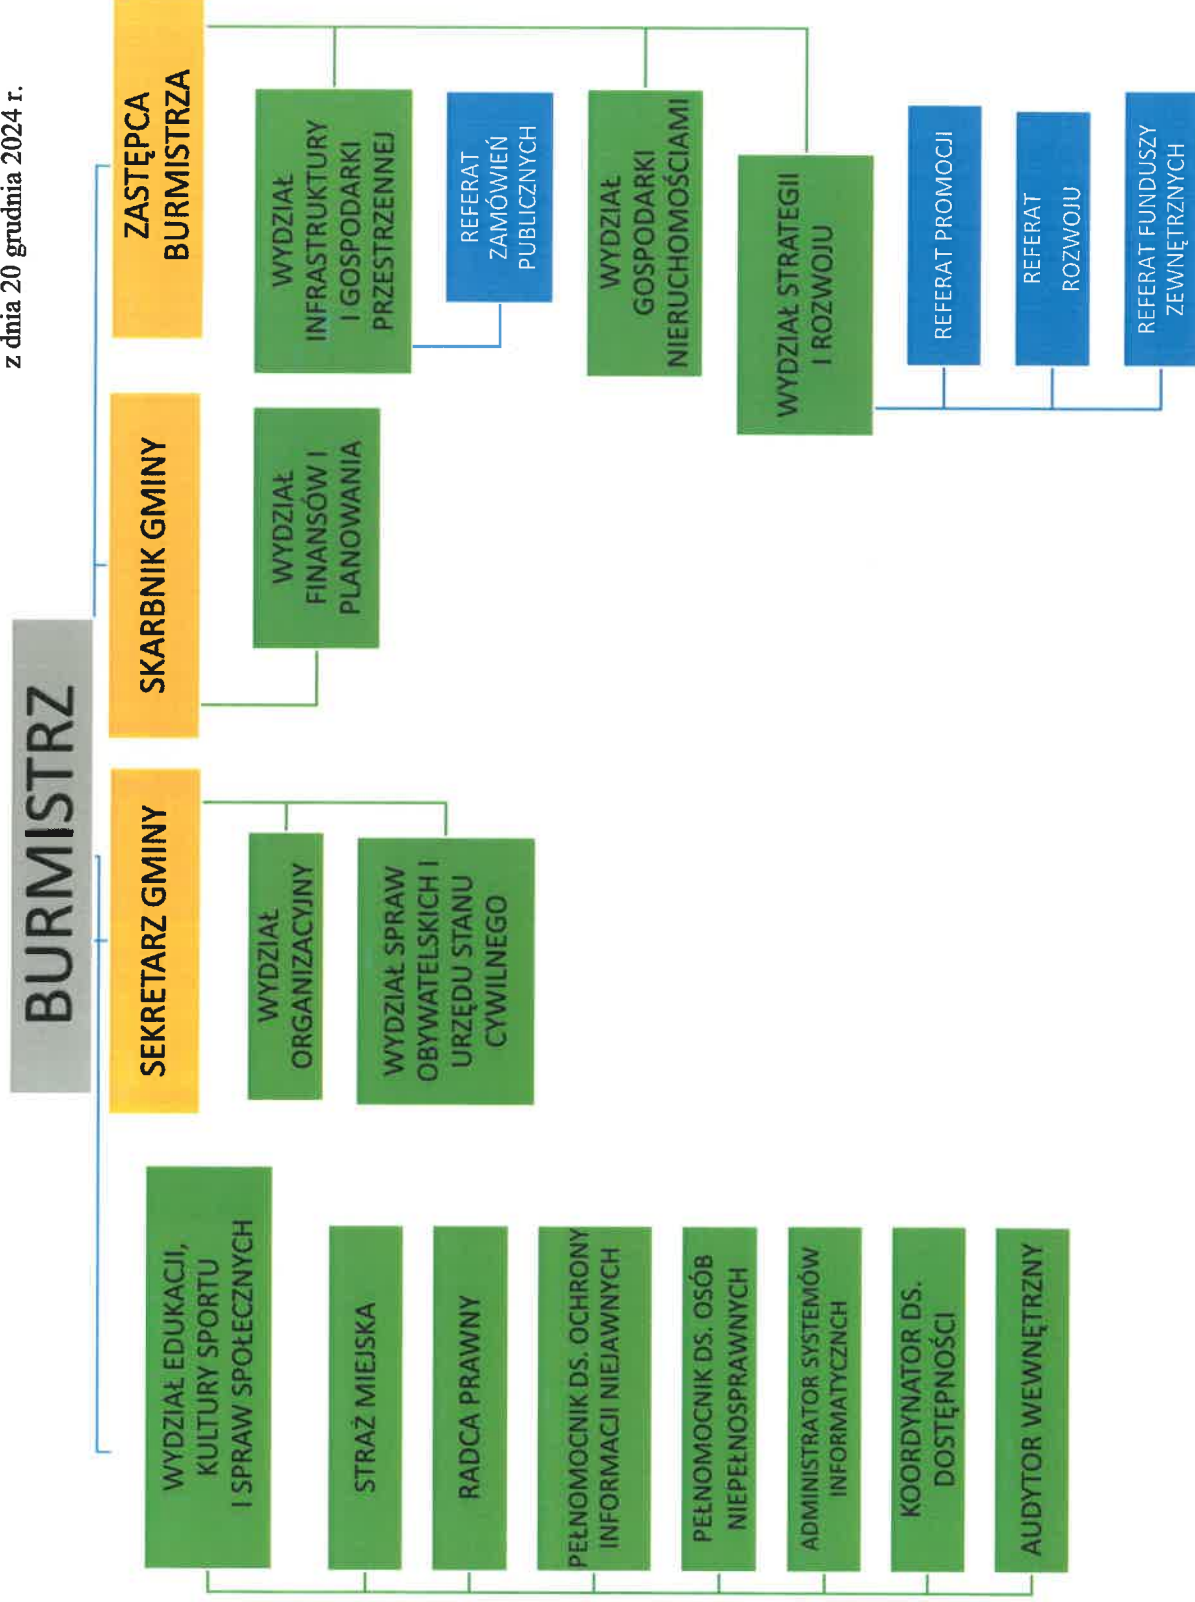 z dnia 20 grudnia 2024 r.
BURMISTRZ
SEKRETARZ GMINY
SKARBNIK GMINY
ZASTĘPCA
BURMISTRZA
WYDZIAŁ EDUKACJI,
KULTURY SPORTU
I SPRAW SPOŁECZNYCH
STRAŻ MIEJSKA
RADCA PRAWNY
PEŁNOMOCNIK DS. OCHRONY
INFORMACJI NIEJAWNYCH
PEŁNOMOCNIK DS. OSÓB
NIEPEŁNOSPRAWNYCH
ADMINISTRATOR SYSTEMÓW
INFORMATYCZNCH
KOORDYNATOR DS.
DOSTĘPNOŚCI
AUDYTOR WEWNĘTRZNY
WYDZIAŁ
ORGANIZACYJNY
WYDZIAŁ SPRAW
OBYWATELSKICH I
URZĘDU STANU
CYWILNEGO
WYDZIAŁ
FINANSÓW I
PLANOWANIA
WYDZIAŁ
INFRASTRUKTURY
I GOSPODARKI
PRZESTRZENNEJ
REFERAT
ZAMÓWIEŃ
PUBLICZNYCH
WYDZIAŁ
GOSPODARKI
NIERUCHOMOŚCIAMI
WYDZIAŁ STRATEGII
I ROZWOJU
REFERAT PROMOCJI
REFERAT
ROZWOJU
REFERAT FUNDUSZY
ZEWNĘTRZNYCH